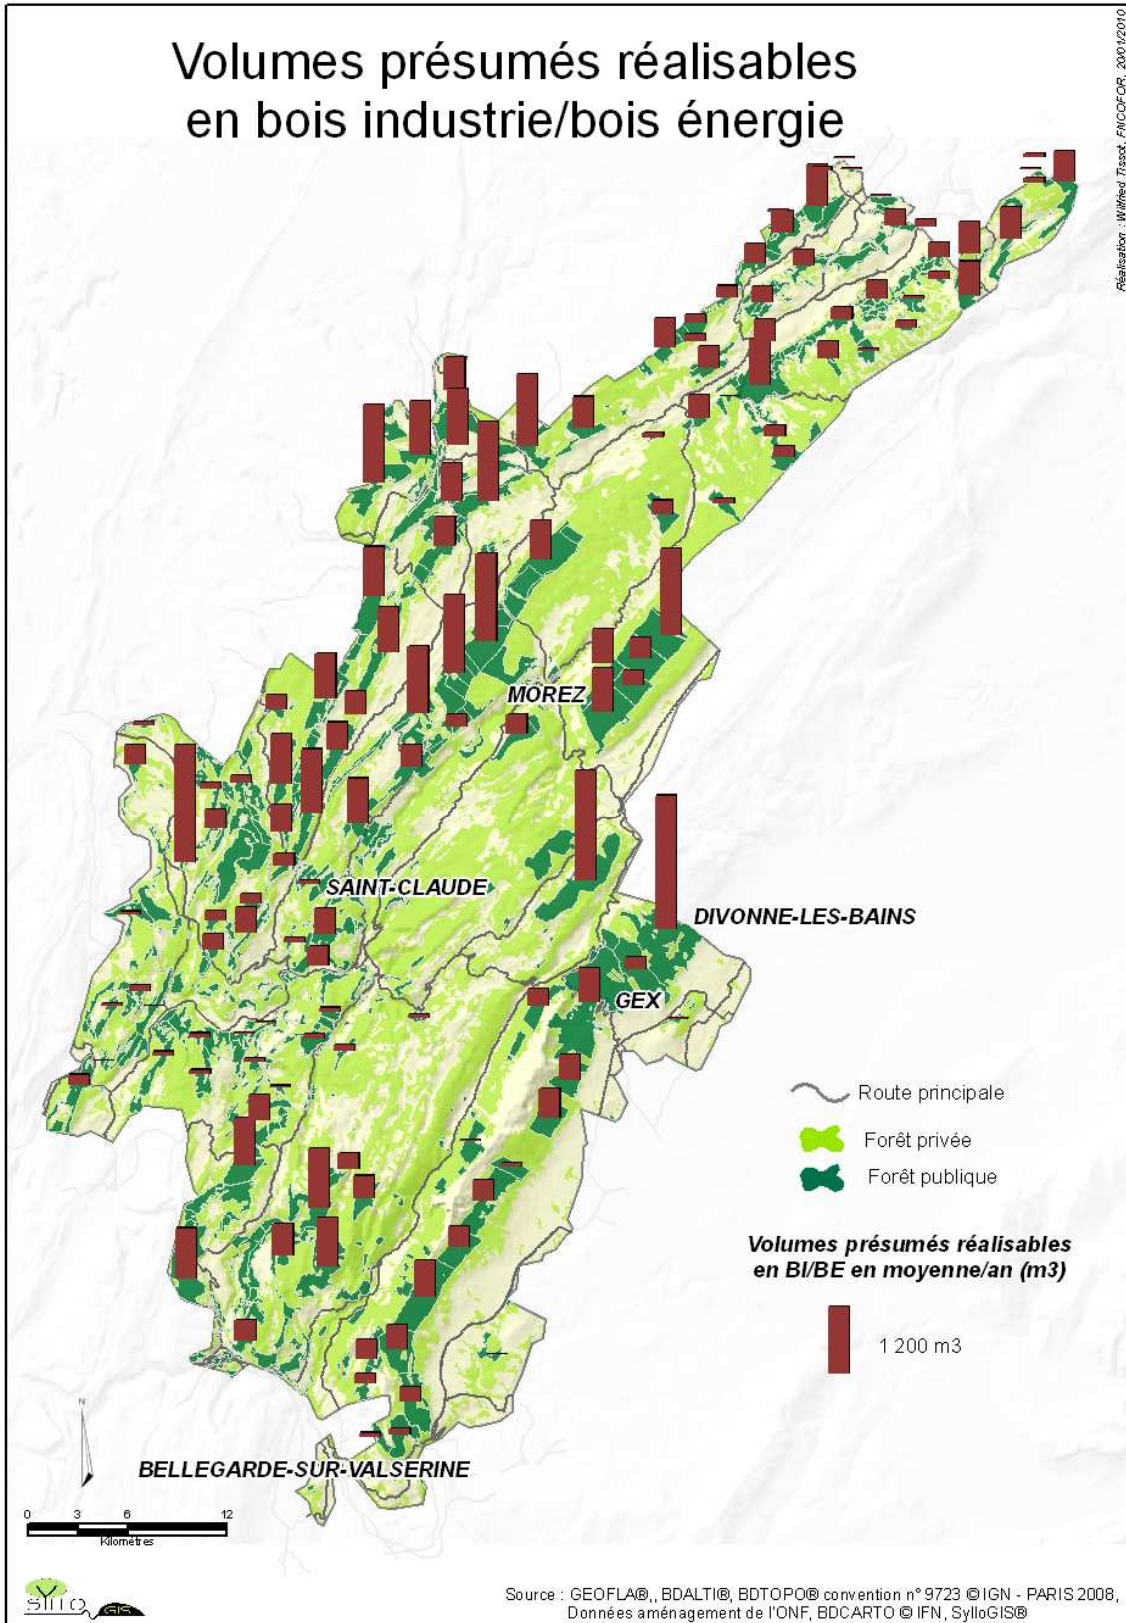 Volumes présumés réalisables
en bois industrie/bois énergie
Réalisation : Wilfried Tissot, FNCOFOR, 20/01/2010
MOREZ
SAINT-CLAUDE
DIVONNE-LES-BAINS
GEX
Route principale
Forêt privée
Forêt publique
Volumes présumés réalisables
en BI/BE en moyenne/an (m3)
1 200 m3
N
BELLEGARDE-SUR-VALSERINE
0 3 6 12
Kilomètres
GIS
Source : GEOFLA®,, BDALTI®, BDTOPO® convention n° 9723 © IGN - PARIS 2008,
Données aménagement de l'ONF, BDCARTO © IFN, SylloGIS®